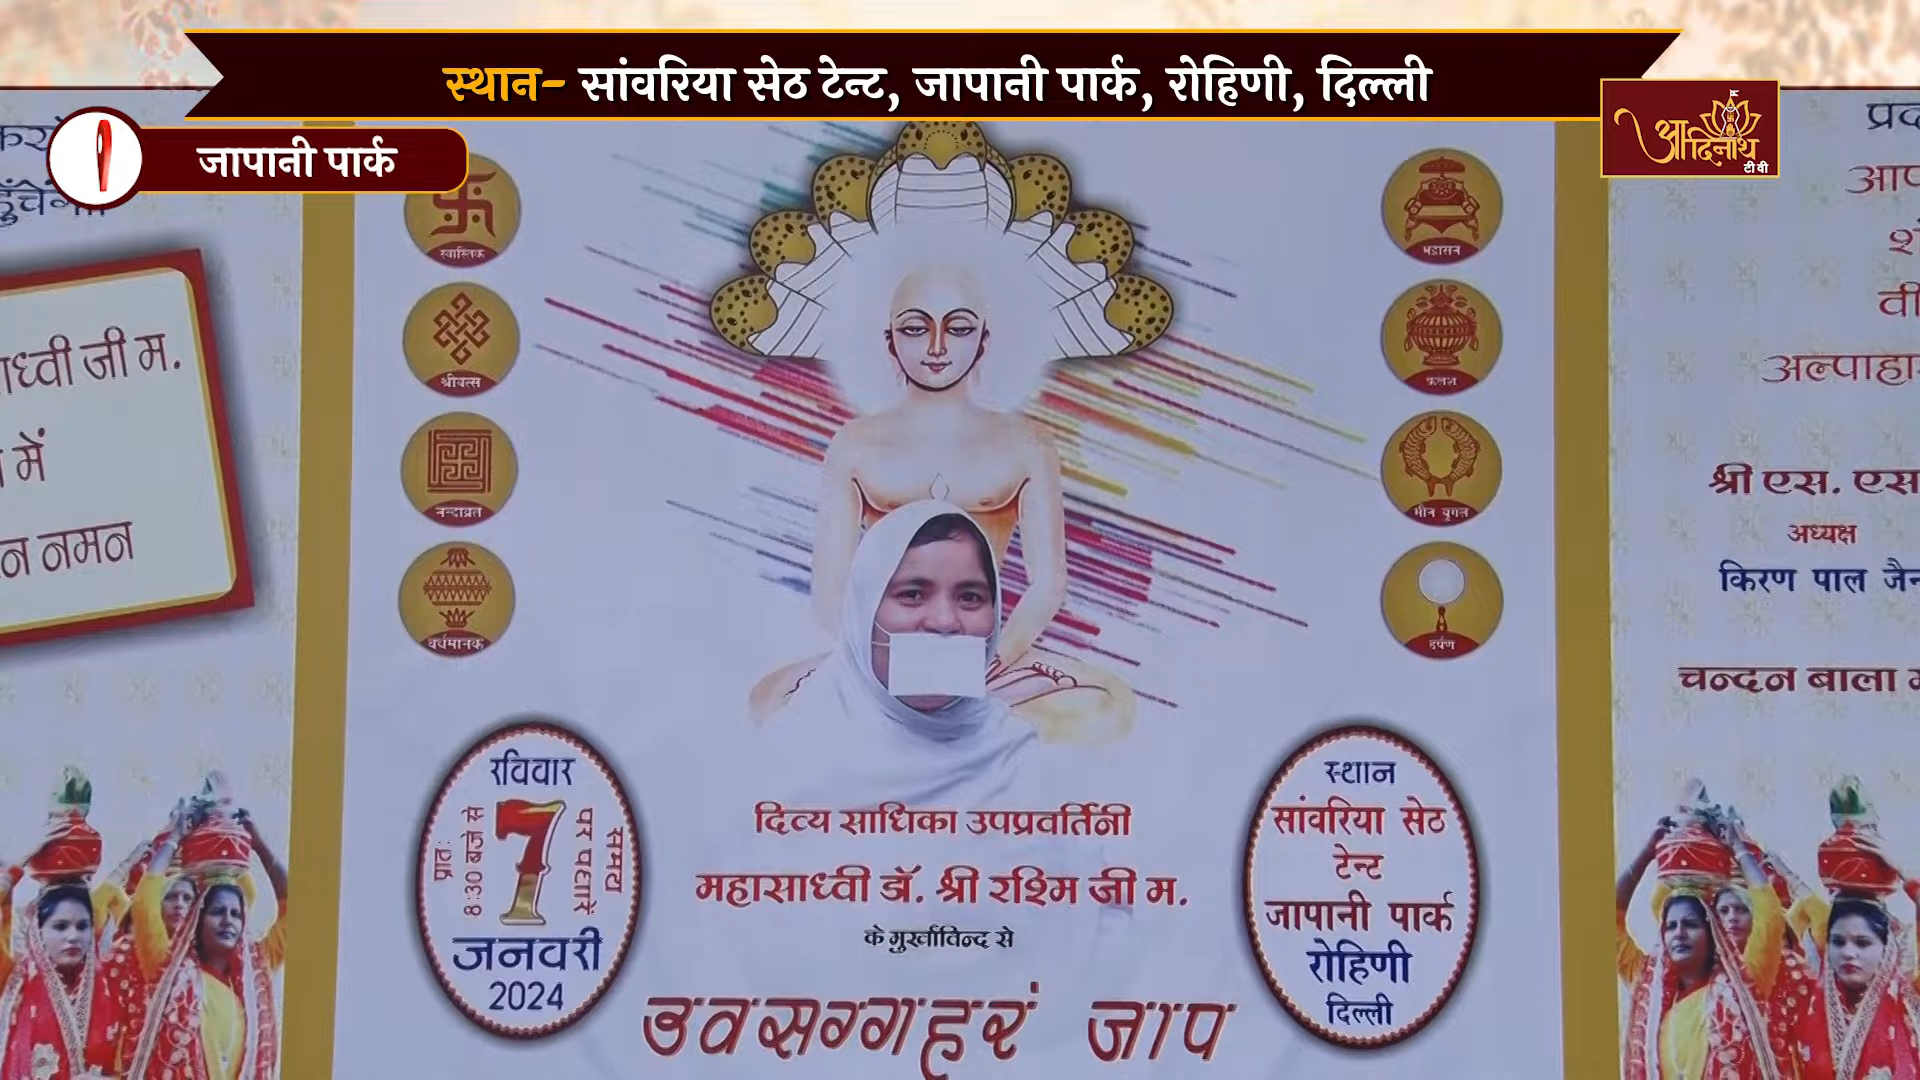 स्थान- सांवरिया सेठ टेन्ट, जापानी पार्क, रोहिणी, दिल्ली
आदिनाथ
टीवी
जापानी पार्क
स्वास्तिक
श्रीवत्स
नन्दाव्रत
वर्धमानक
भद्रासन
कलश
मीन युगल
दर्पण
ाध्वी जी म.
में
नमन
रविवार
प्रातः
8:30 बजे से
7
समय
पर पधारें
जनवरी
2024
दिव्य साधिका उपप्रवर्तिनी
महासाध्वी डॉ. श्री रश्मि जी म.
के मुखारविन्द से
उवसग्गहरं जाप
स्थान
सांवरिया सेठ
टेन्ट
जापानी पार्क
रोहिणी
दिल्ली
अल्पाहा
श्री एस. एस
अध्यक्ष
किरण पाल जैन
चन्दन बाला